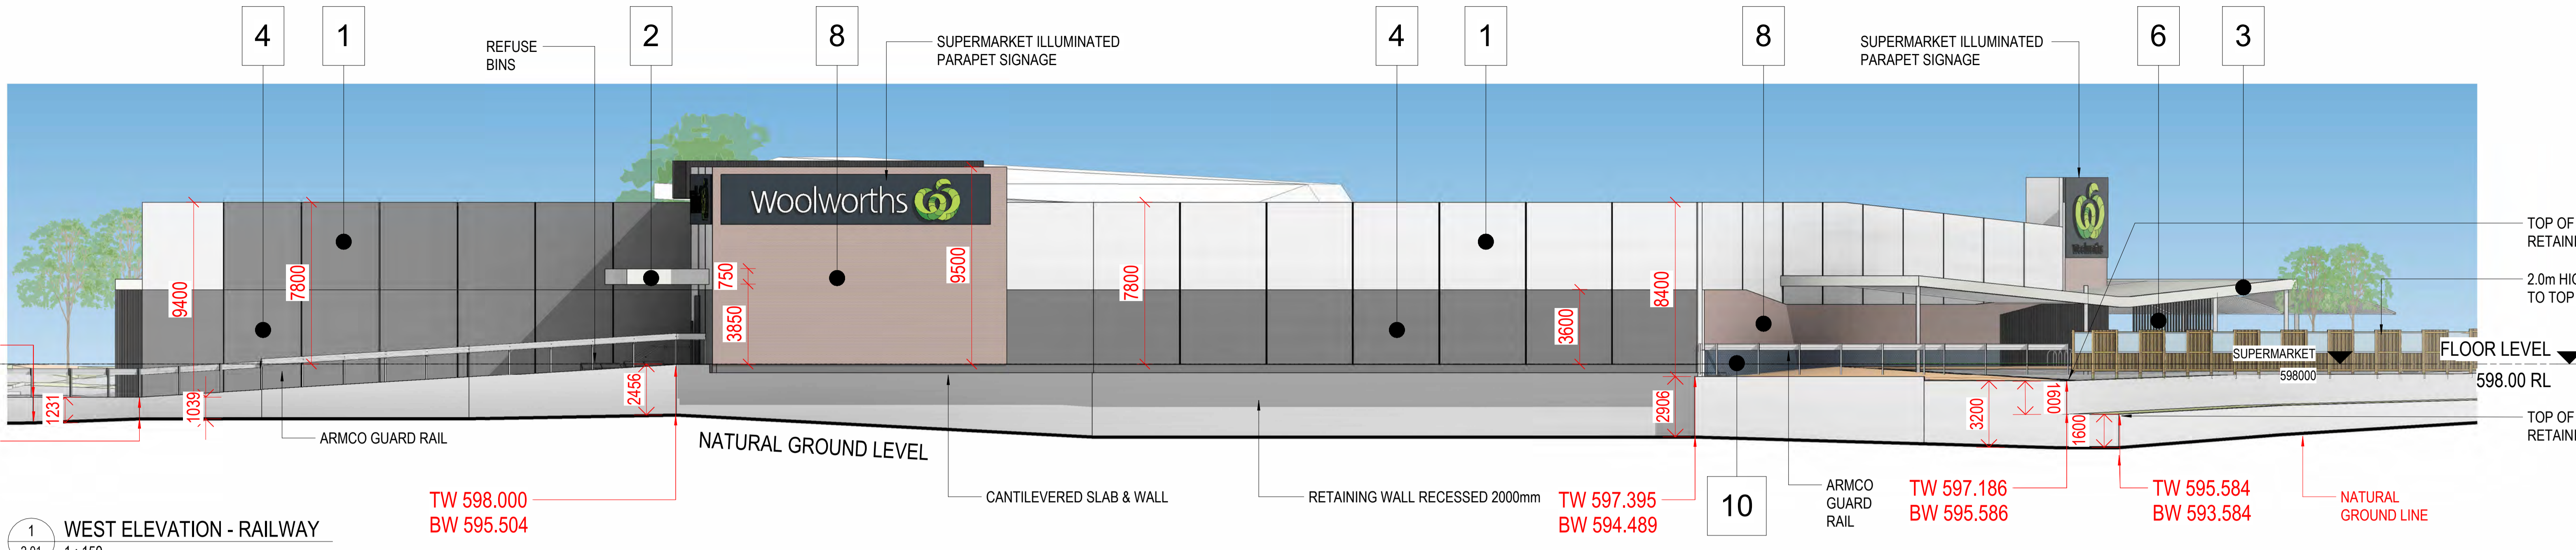 4
1
2
8
4
1
8
6
3
REFUSE
BINS
SUPERMARKET ILLUMINATED
PARAPET SIGNAGE
SUPERMARKET ILLUMINATED
PARAPET SIGNAGE
Woolworths
Woolworths
9400
7800
750
3850
9500
7800
3600
8400
TOP OF
RETAIN
2.0m HIG
TO TOP
SUPERMARKET
598000
FLOOR LEVEL
598.00 RL
1231
1039
2456
2906
3200
1600
1600
TOP OF
RETAIN
ARMCO GUARD RAIL
NATURAL GROUND LEVEL
TW 598.000
BW 595.504
CANTILEVERED SLAB & WALL
RETAINING WALL RECESSED 2000mm
TW 597.395
BW 594.489
10
ARMCO
GUARD
RAIL
TW 597.186
BW 595.586
TW 595.584
BW 593.584
NATURAL
GROUND LINE
1
WEST ELEVATION - RAILWAY